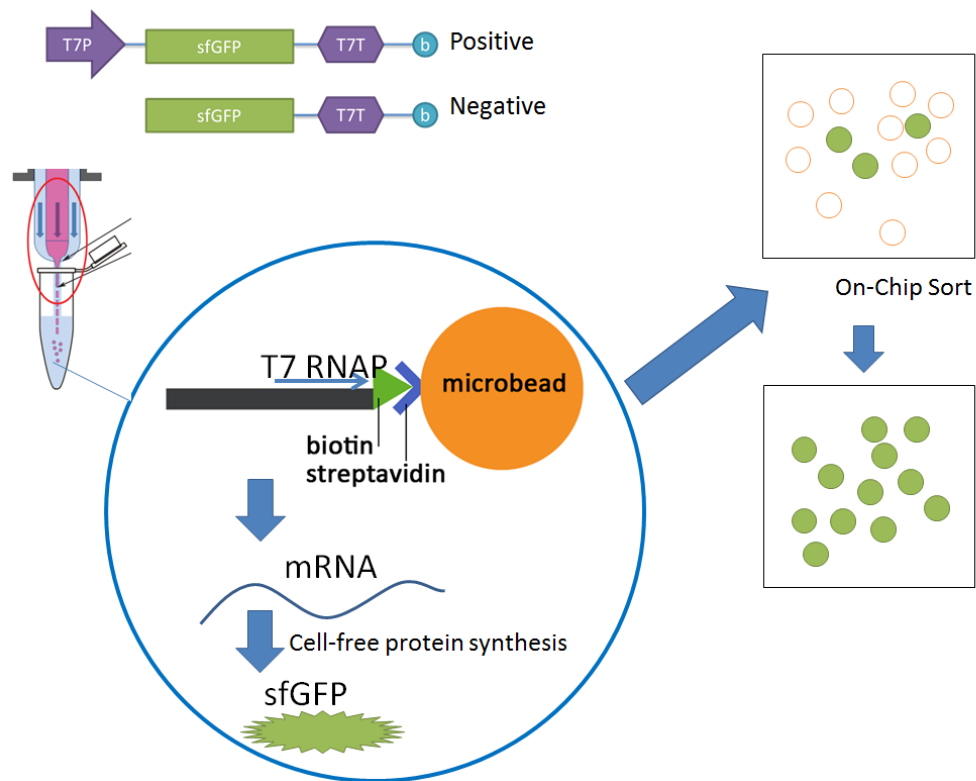 T7P
sfGFP
T7T
b
Positive
sfGFP
T7T
b
Negative
On-Chip Sort
T7 RNAP
microbead
biotin
streptavidin
mRNA
Cell-free protein synthesis
sfGFP